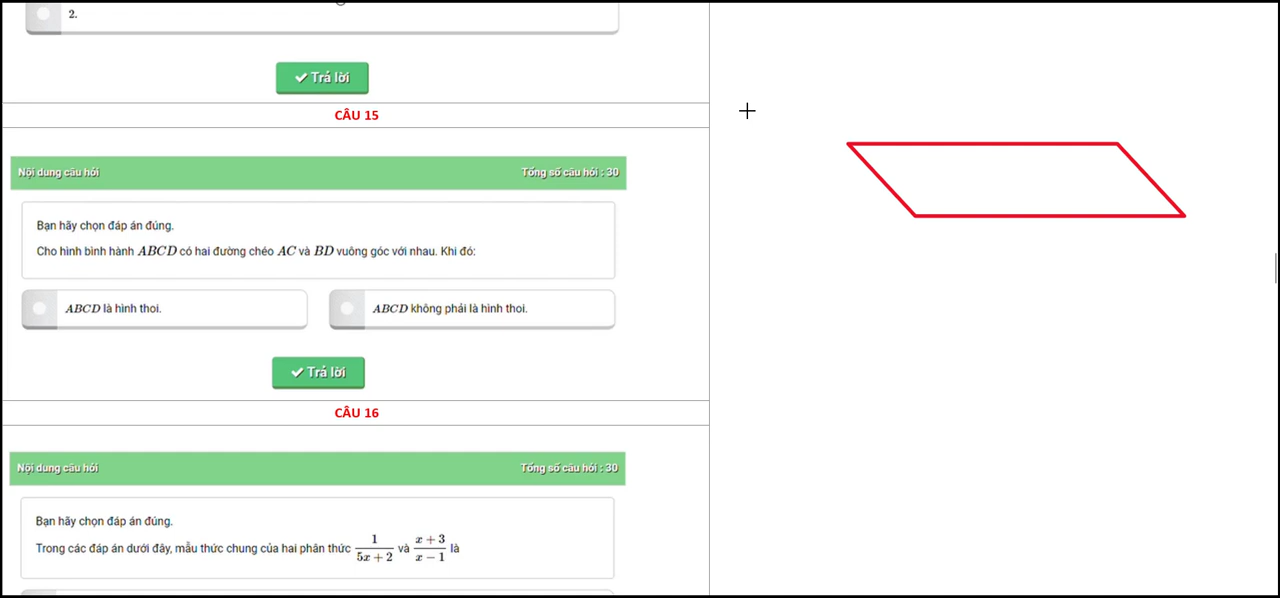 2.
✔ Trả lời
CÂU 15
Nội dung câu hỏi Tổng số câu hỏi : 30
Bạn hãy chọn đáp án đúng.
Cho hình bình hành ABCD có hai đường chéo AC và BD vuông góc với nhau. Khi đó:
ABCD là hình thoi. ABCD không phải là hình thoi.
✔ Trả lời
CÂU 16
Nội dung câu hỏi Tổng số câu hỏi : 30
Bạn hãy chọn đáp án đúng.
Trong các đáp án dưới đây, mẫu thức chung của hai phân thức 1/(5x + 2) và (x + 3)/(x − 1) là